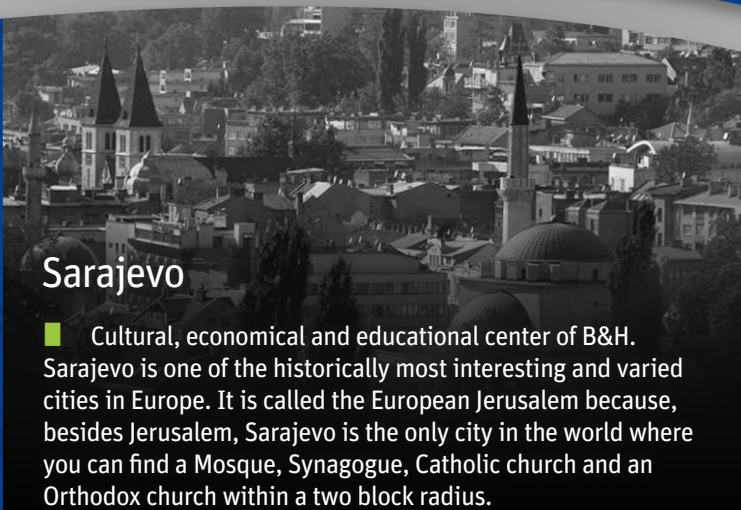 Sarajevo
Cultural, economical and educational center of B&H.
Sarajevo is one of the historically most interesting and varied
cities in Europe. It is called the European Jerusalem because,
besides Jerusalem, Sarajevo is the only city in the world where
you can find a Mosque, Synagogue, Catholic church and an
Orthodox church within a two block radius.